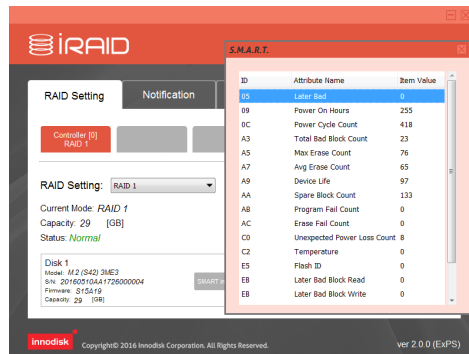 iRAID
S.M.A.R.T.
ID Attribute Name Item Value
05 Later Bad 0
09 Power On Hours 255
0C Power Cycle Count 418
A3 Total Bad Block Count 23
A5 Max Erase Count 76
A7 Avg Erase Count 65
A9 Device Life 97
AA Spare Block Count 133
AB Program Fail Count 0
AC Erase Fail Count 0
C0 Unexpected Power Loss Count 8
C2 Temperature 0
E5 Flash ID 0
EB Later Bad Block Read 0
EB Later Bad Block Write 0
RAID Setting Notification
Controller [0]
RAID 1
RAID Setting: RAID 1
Current Mode: RAID 1
Capacity: 29 [GB]
Status: Normal
Disk 1
Model: M.2 (S42) 3ME3
S/N: 20160510AA1726000004
Firmware: S15A19
Capacity: 29 [GB]
SMART
innodisk Copyright© 2016 Innodisk Corporation. All Rights Reserved. ver 2.0.0 (ExPS)